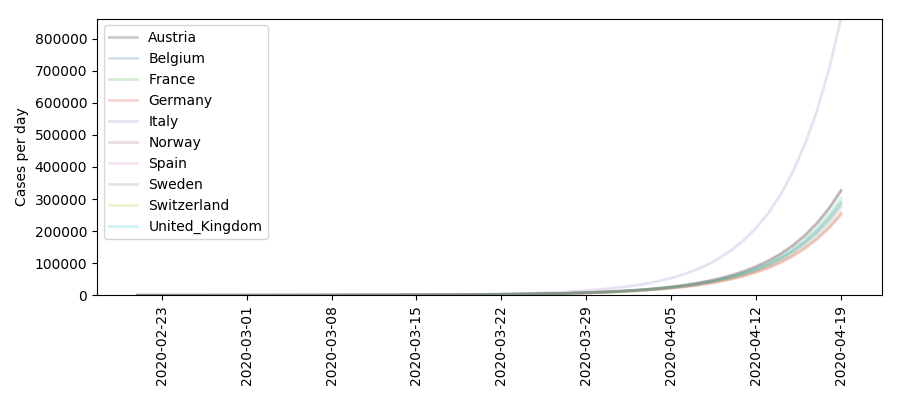 Cases per day
800000
700000
600000
500000
400000
300000
200000
100000
0
Austria
Belgium
France
Germany
Italy
Norway
Spain
Sweden
Switzerland
United_Kingdom
2020-02-23
2020-03-01
2020-03-08
2020-03-15
2020-03-22
2020-03-29
2020-04-05
2020-04-12
2020-04-19